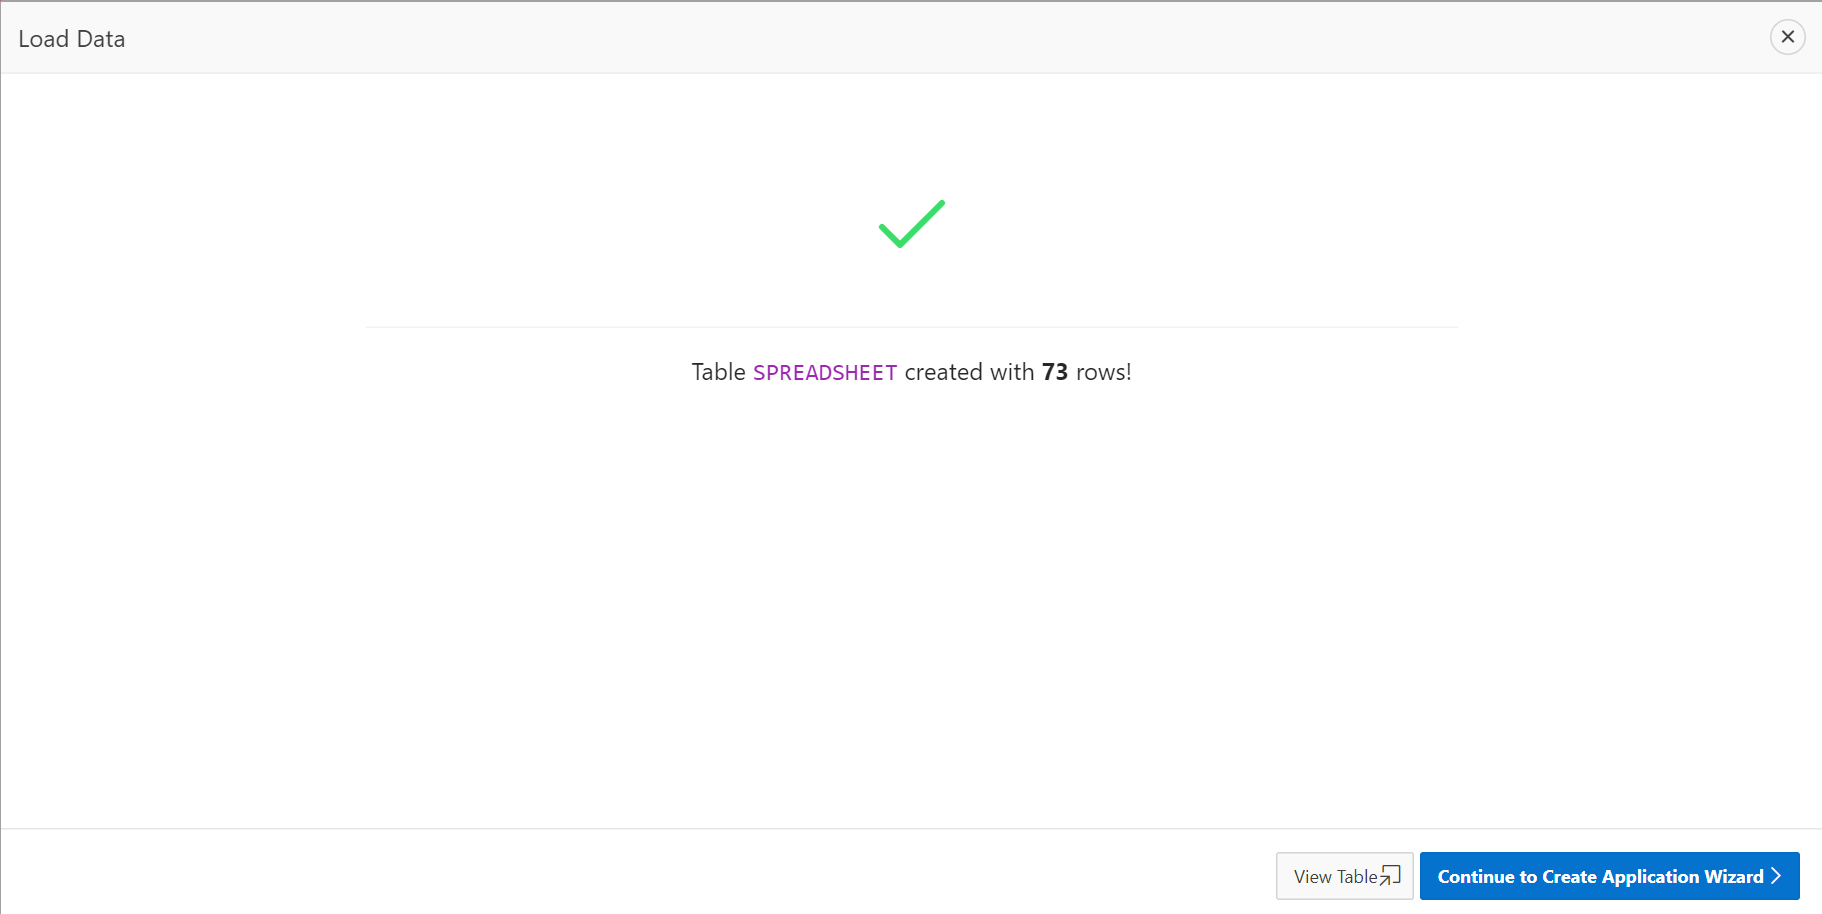 Load Data
Table SPREADSHEET created with 73 rows!
View Table
Continue to Create Application Wizard